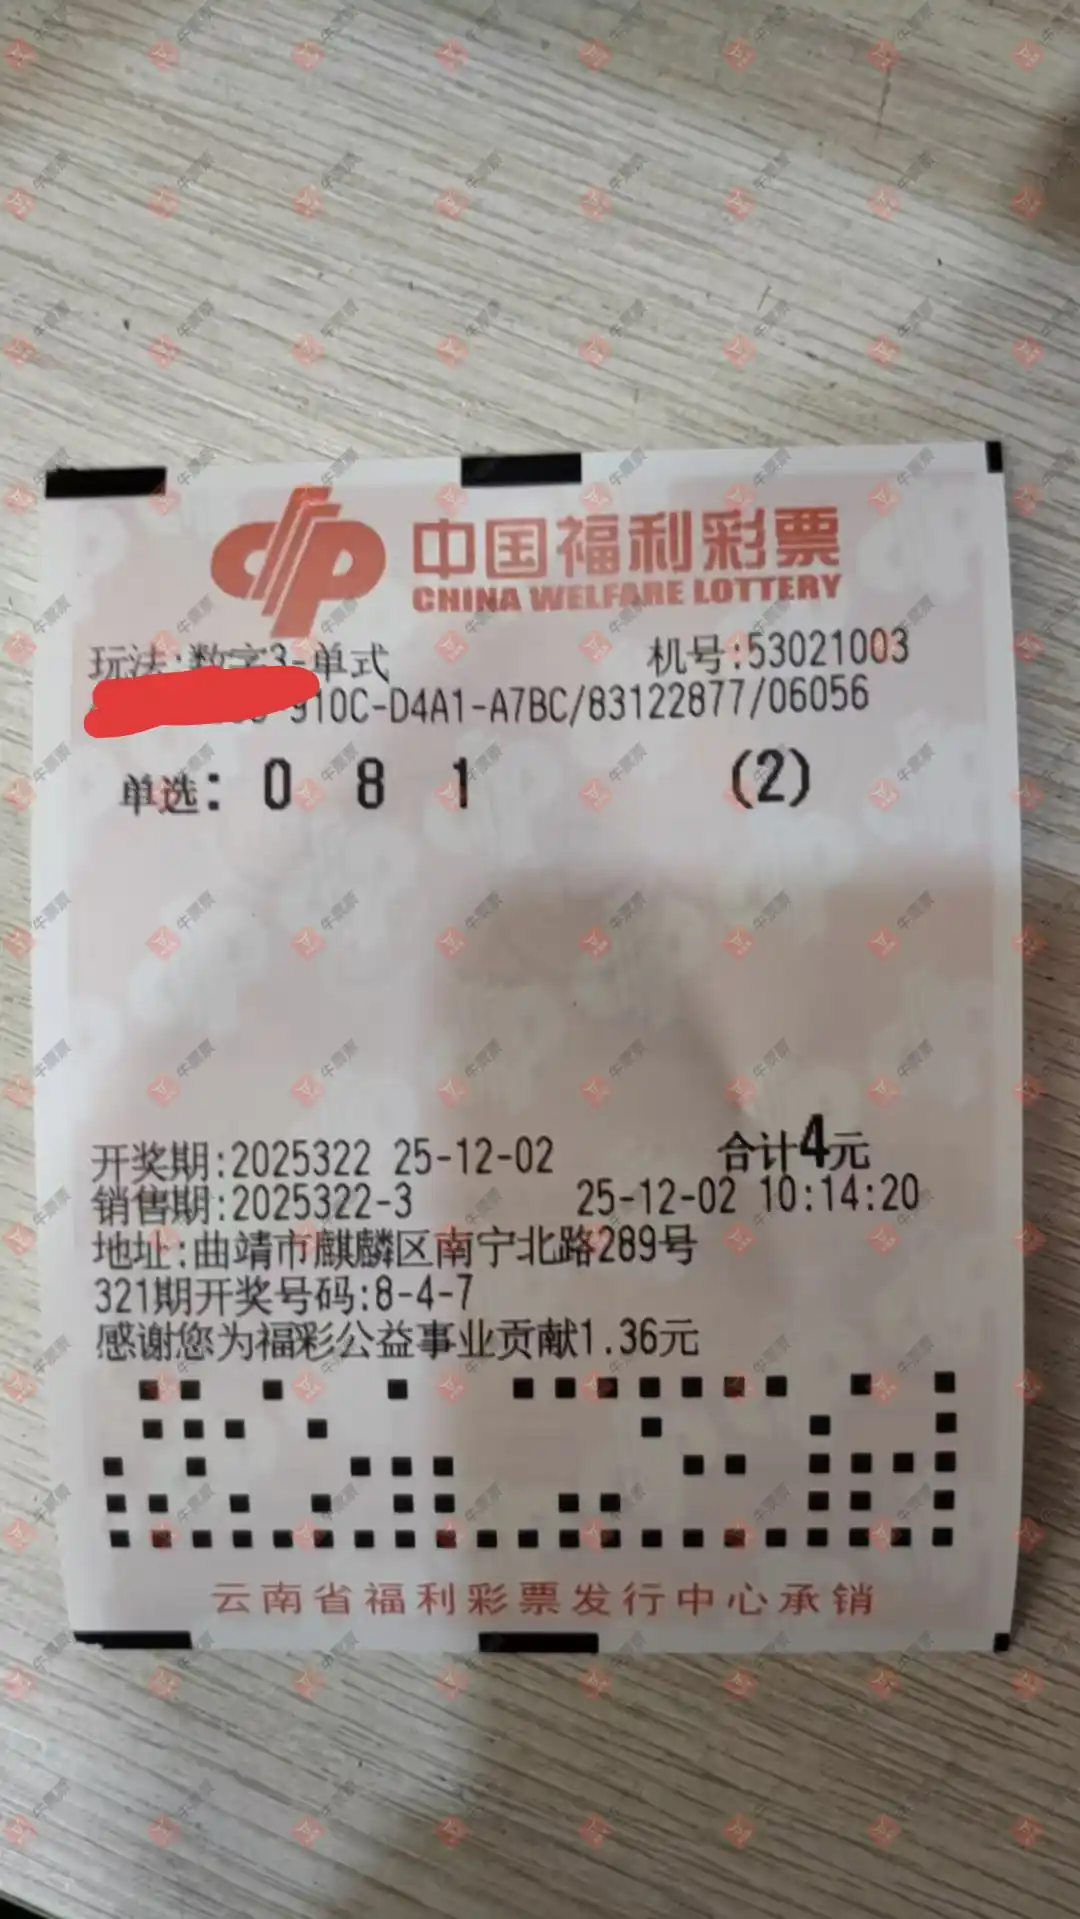 中国福利彩票
CHINA WELFARE LOTTERY
玩法:数字3-单式 机号:53021003
910C-D4A1-A7BC/83122877/06056
单选: 0 8 1 (2)
开奖期:2025322 25-12-02 合计4元
销售期:2025322-3 25-12-02 10:14:20
地址:曲靖市麒麟区南宁北路289号
321期开奖号码:8-4-7
感谢您为福彩公益事业贡献1.36元
云南省福利彩票发行中心承销